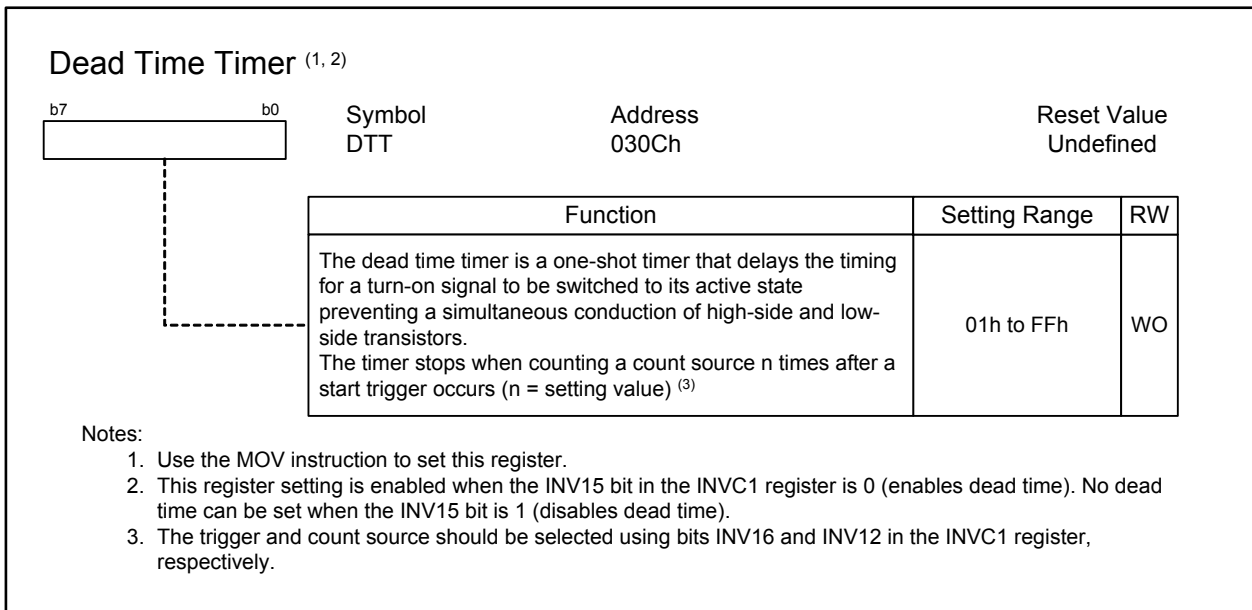 Dead Time Timer (1, 2)
b7 b0 Symbol Address Reset Value
DTT 030Ch Undefined
Function Setting Range RW
The dead time timer is a one-shot timer that delays the timing
for a turn-on signal to be switched to its active state
preventing a simultaneous conduction of high-side and low-
side transistors.
The timer stops when counting a count source n times after a
start trigger occurs (n = setting value) (3)
01h to FFh WO
Notes:
1. Use the MOV instruction to set this register.
2. This register setting is enabled when the INV15 bit in the INVC1 register is 0 (enables dead time). No dead
time can be set when the INV15 bit is 1 (disables dead time).
3. The trigger and count source should be selected using bits INV16 and INV12 in the INVC1 register,
respectively.